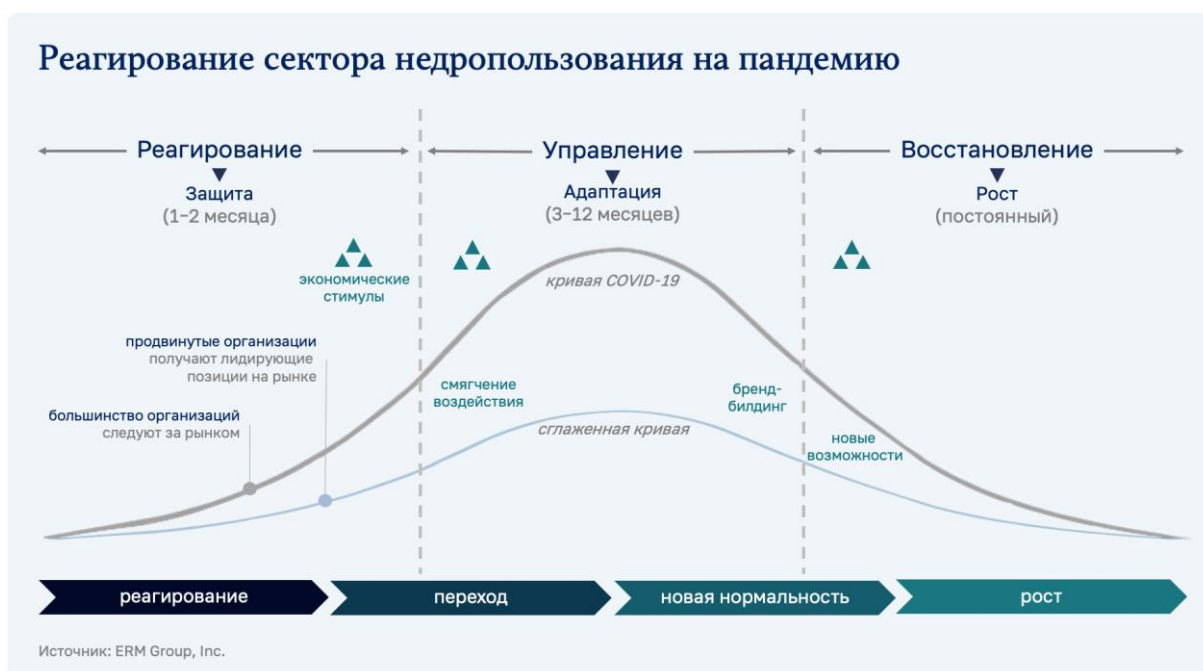 Реагирование сектора недропользования на пандемию
Реагирование
Управление
Восстановление
Защита
(1–2 месяца)
Адаптация
(3–12 месяцев)
Рост
(постоянный)
экономические
стимулы
кривая COVID-19
продвинутые организации
получают лидирующие
позиции на рынке
большинство организаций
следуют за рынком
смягчение
воздействия
бренд-
билдинг
сглаженная кривая
новые
возможности
реагирование
переход
новая нормальность
рост
Источник: ERM Group, Inc.